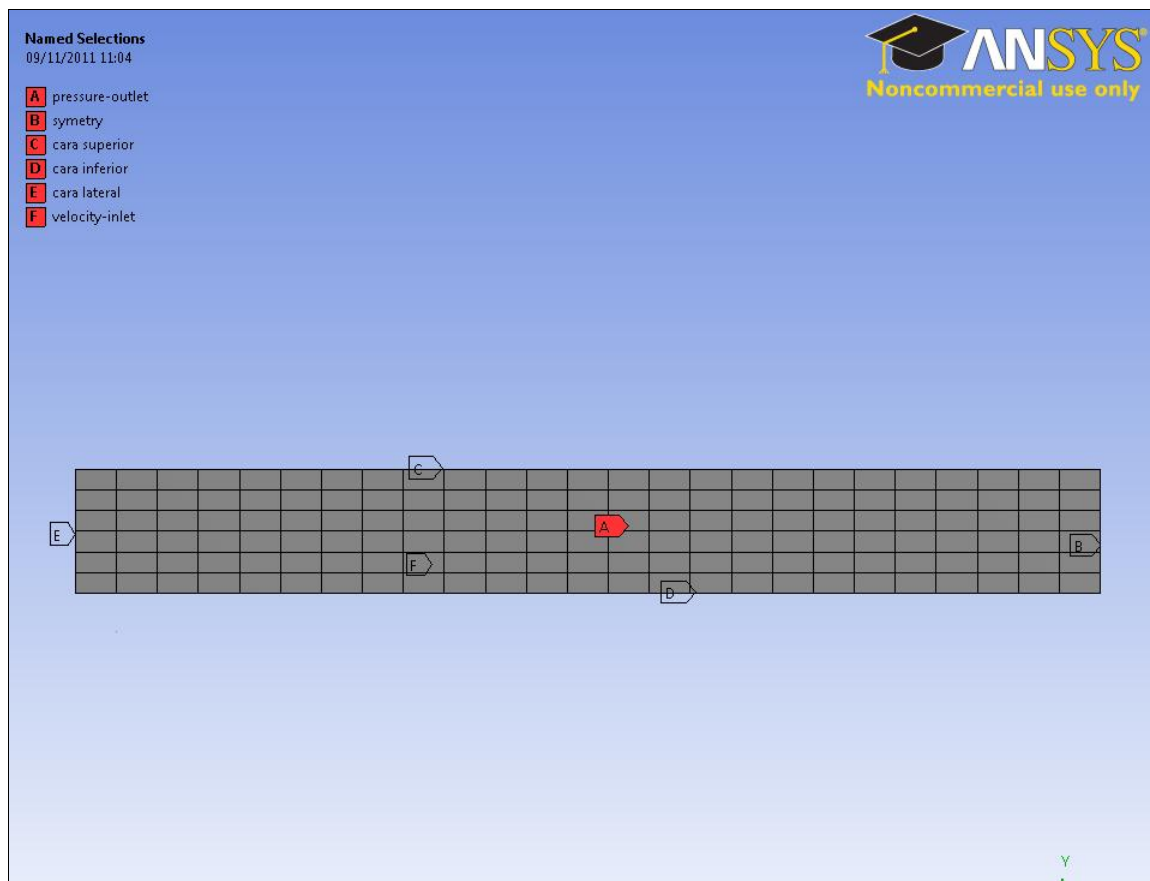 Named Selections
09/11/2011 11:04
ANSYS
Noncommercial use only
A pressure-outlet
B symetry
C cara superior
D cara inferior
E cara lateral
F velocity-inlet
C
E
A
B
F
D
Y